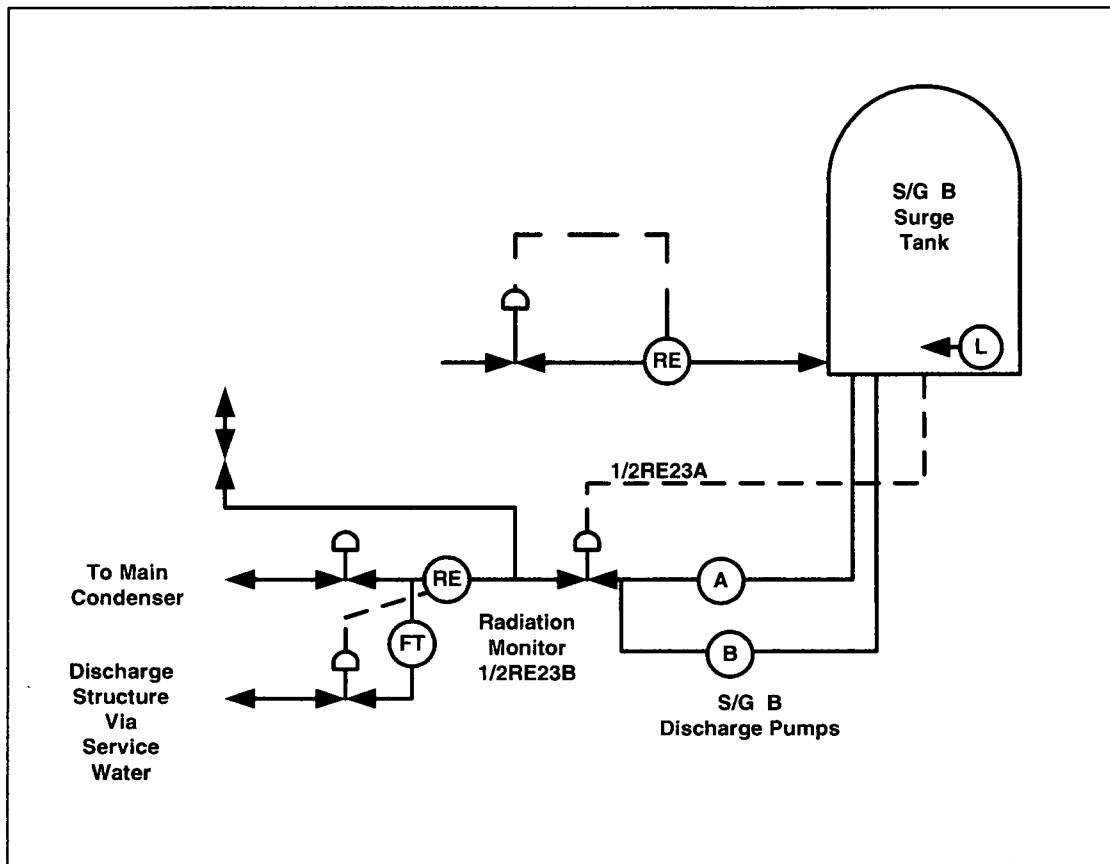 S/G B
Surge
Tank
L
RE
1/2RE23A
To Main
Condenser
RE
A
Radiation
Monitor
1/2RE23B
FT
B
Discharge
Structure
Via
Service
Water
S/G B
Discharge Pumps